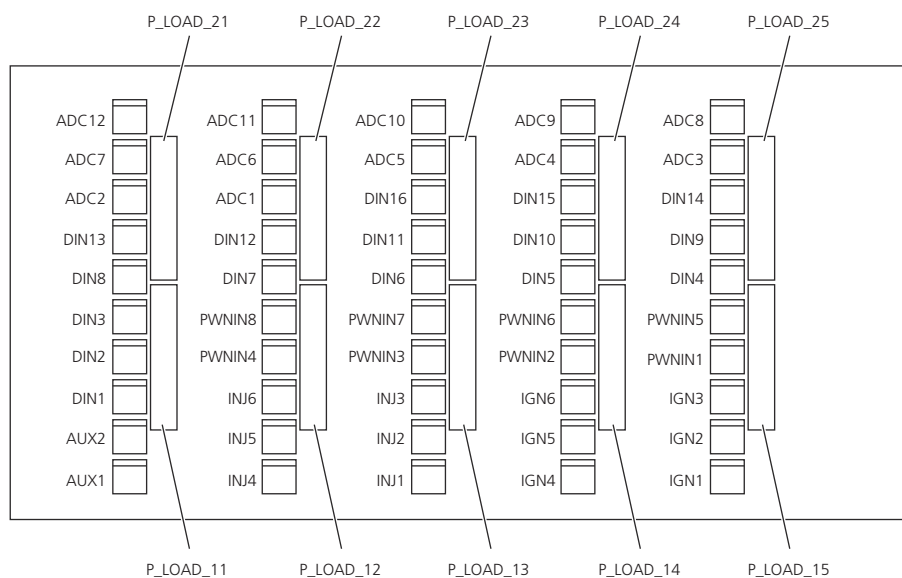 P_LOAD_21 P_LOAD_22 P_LOAD_23 P_LOAD_24 P_LOAD_25
ADC12 ADC11 ADC10 ADC9 ADC8
ADC7 ADC6 ADC5 ADC4 ADC3
ADC2 ADC1 DIN16 DIN15 DIN14
DIN13 DIN12 DIN11 DIN10 DIN9
DIN8 DIN7 DIN6 DIN5 DIN4
DIN3 PWNIN8 PWNIN7 PWNIN6 PWNIN5
DIN2 PWNIN4 PWNIN3 PWNIN2 PWNIN1
DIN1 INJ6 INJ3 IGN6 IGN3
AUX2 INJ5 INJ2 IGN5 IGN2
AUX1 INJ4 INJ1 IGN4 IGN1
P_LOAD_11 P_LOAD_12 P_LOAD_13 P_LOAD_14 P_LOAD_15